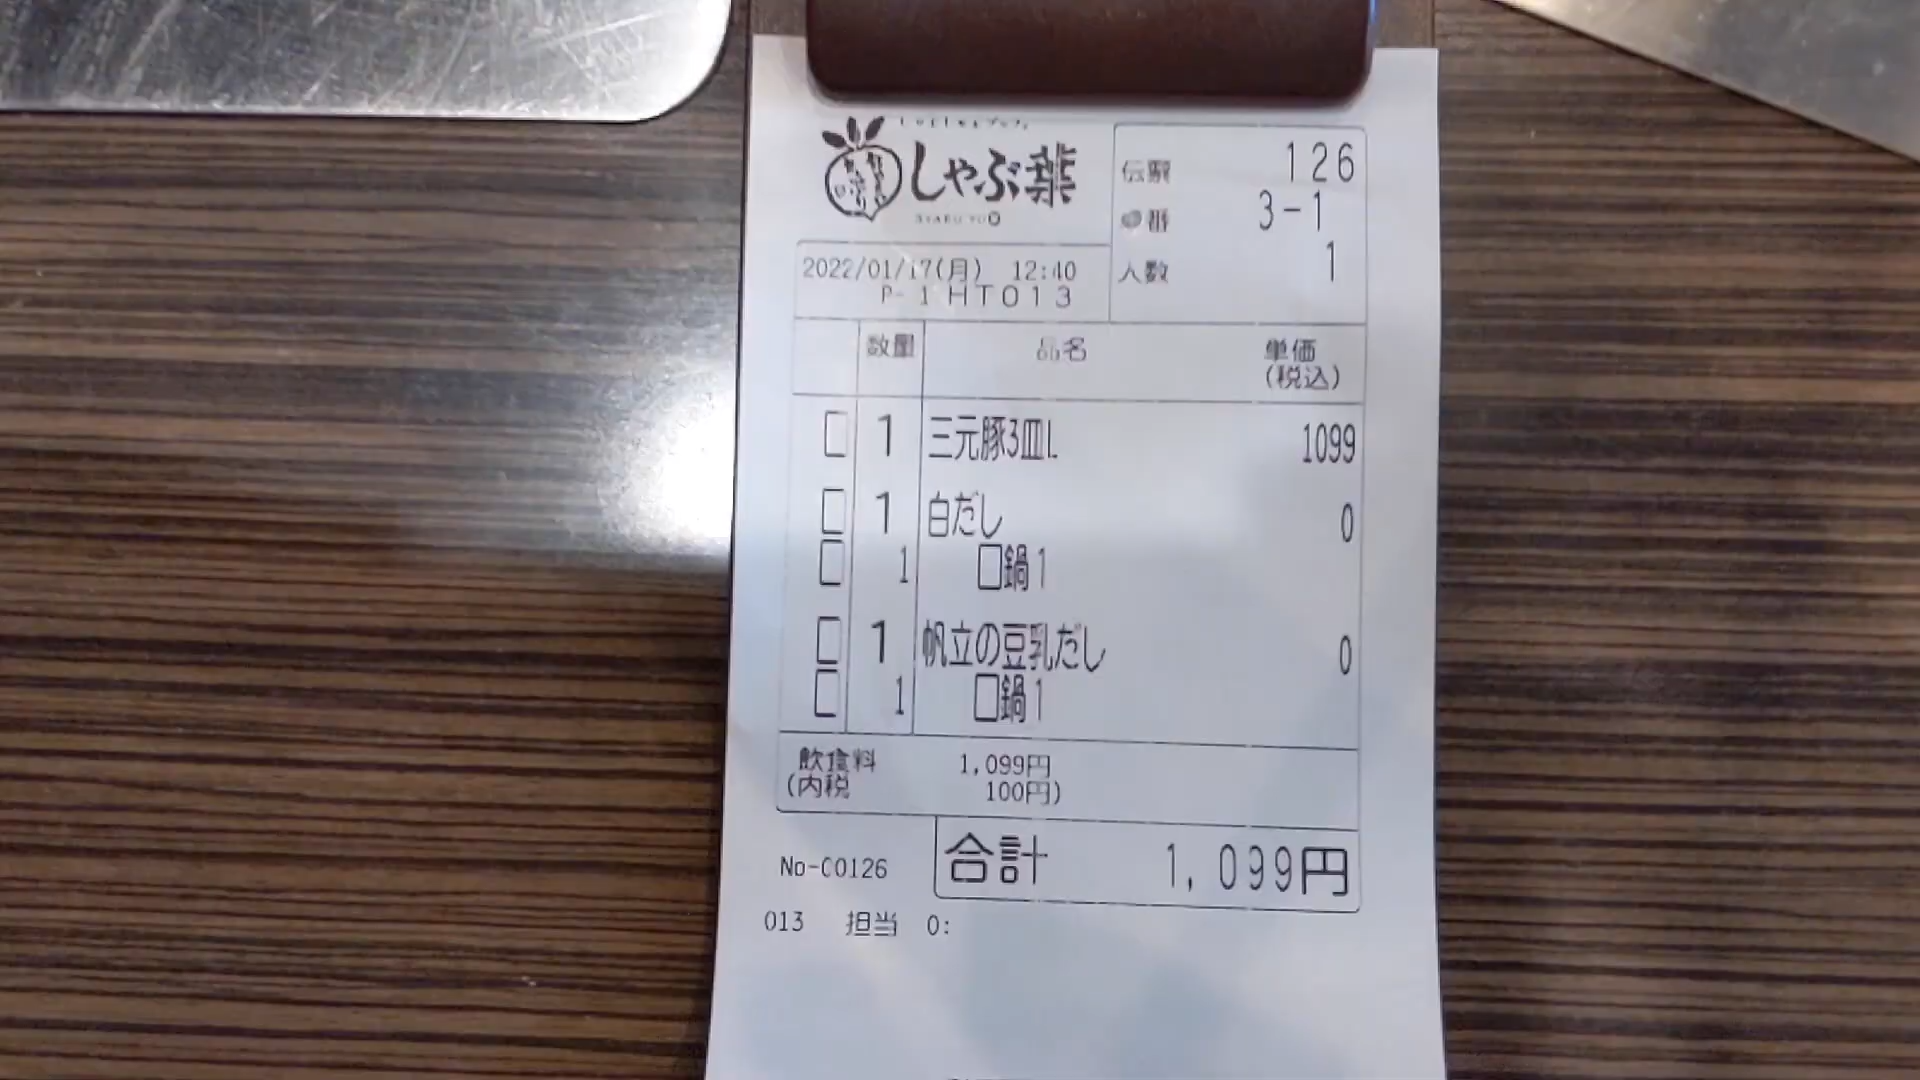 しゃぶ葉
伝票 126
卓番 3-1
人数 1
2022/01/17(月) 12:40
P- 1 HT013
数量 品名 単価
(税込)
□ 1 三元豚3皿L 1099
□ 1 白だし 0
□ 1 □鍋1
□ 1 帆立の豆乳だし 0
□ 1 □鍋1
飲食料 1,099円
(内税 100円)
合計 1,099円
No-C0126
013 担当 0: